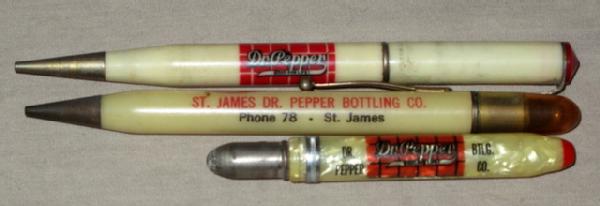 Dr.Pepper
ST. JAMES DR. PEPPER BOTTLING CO.
Phone 78 - St. James
DR. PEPPER
Dr.Pepper
BTLG. CO.